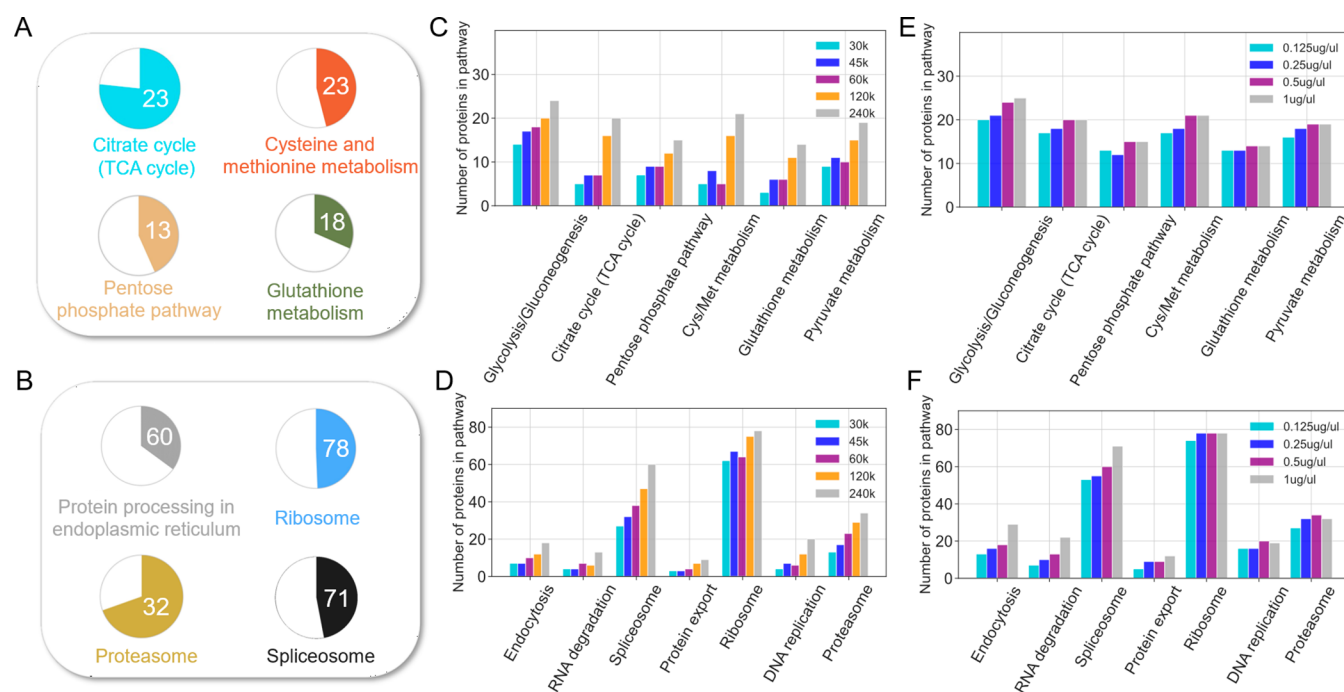 A
23
Citrate cycle
(TCA cycle)
23
Cysteine and
methionine metabolism
13
Pentose
phosphate pathway
18
Glutathione
metabolism
B
60
Protein processing in
endoplasmic reticulum
78
Ribosome
32
Proteasome
71
Spliceosome
C
Number of proteins in pathway
30
20
10
0
30k
45k
60k
120k
240k
Glycolysis/Gluconeogenesis
Citrate cycle (TCA cycle)
Pentose phosphate pathway
Cys/Met metabolism
Glutathione metabolism
Pyruvate metabolism
D
Number of proteins in pathway
80
60
40
20
0
30k
45k
60k
120k
240k
Endocytosis
RNA degradation
Spliceosome
Protein export
Ribosome
DNA replication
Proteasome
E
Number of proteins in pathway
30
20
10
0
0.125ug/ul
0.25ug/ul
0.5ug/ul
1ug/ul
Glycolysis/Gluconeogenesis
Citrate cycle (TCA cycle)
Pentose phosphate pathway
Cys/Met metabolism
Glutathione metabolism
Pyruvate metabolism
F
Number of proteins in pathway
80
60
40
20
0
0.125ug/ul
0.25ug/ul
0.5ug/ul
1ug/ul
Endocytosis
RNA degradation
Spliceosome
Protein export
Ribosome
DNA replication
Proteasome